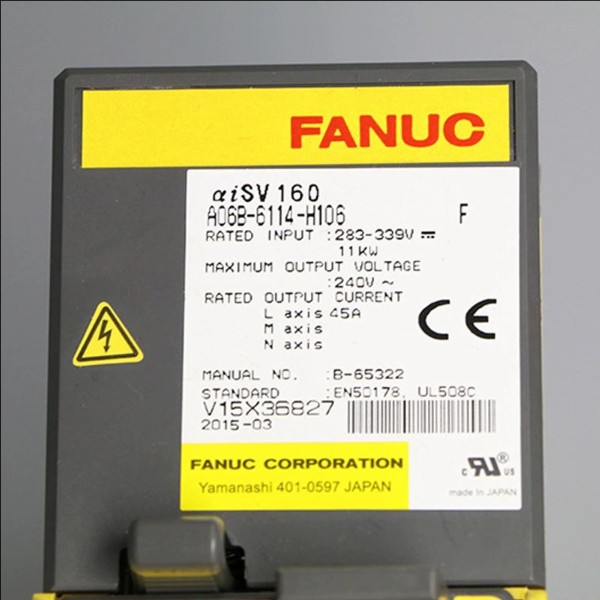 FANUC
αiSV 160
A06B-6114-H106 F
RATED INPUT :283-339V ⎓
11KW
MAXIMUM OUTPUT VOLTAGE
:240V ~
RATED OUTPUT CURRENT
L axis 45A
M axis
N axis
CE
MANUAL NO. :B-65322
STANDARD :EN50178, UL508C
V15X36827
2015-03
FANUC CORPORATION
Yamanashi 401-0597 JAPAN
c RU® US
made in JAPAN